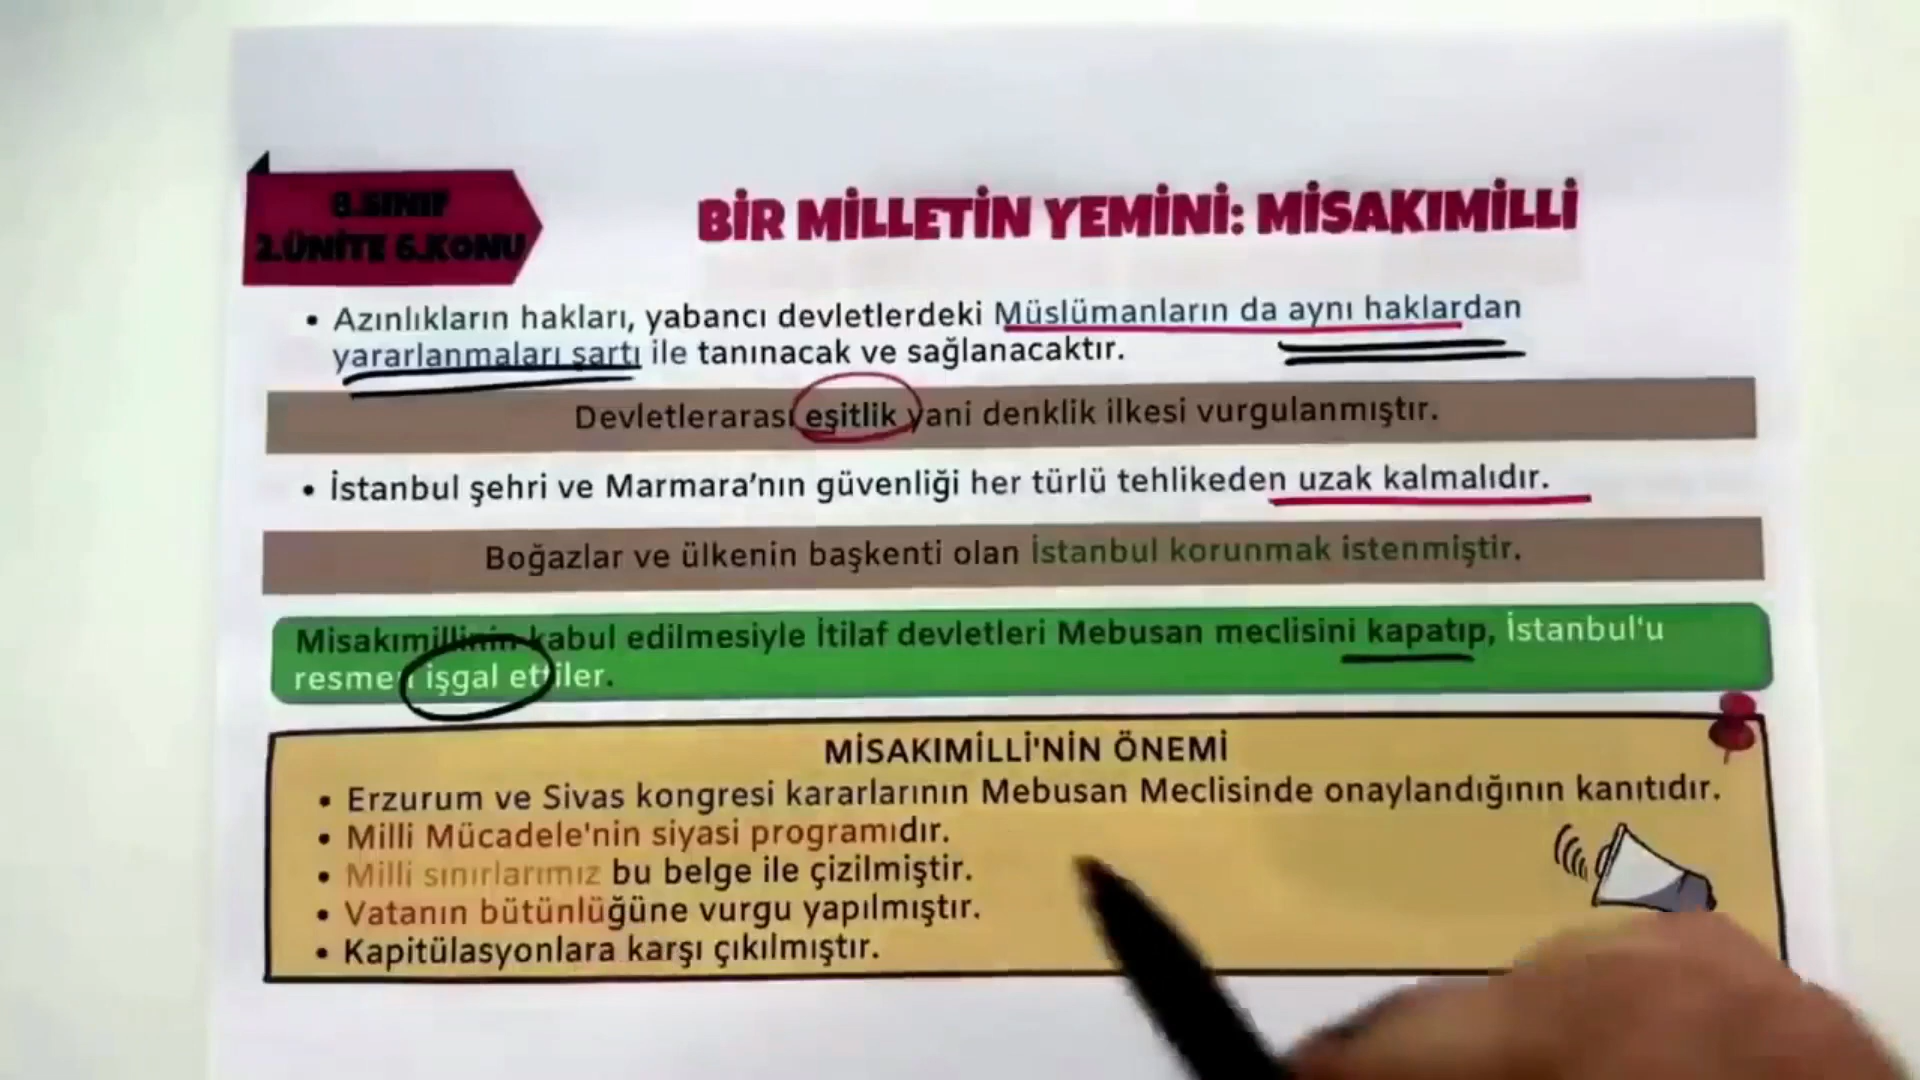 8.SINIF
2.ÜNİTE 6.KONU
BİR MİLLETİN YEMİNİ: MİSAKIMİLLİ
• Azınlıkların hakları, yabancı devletlerdeki Müslümanların da aynı haklardan
yararlanmaları şartı ile tanınacak ve sağlanacaktır.
Devletlerarası eşitlik yani denklik ilkesi vurgulanmıştır.
• İstanbul şehri ve Marmara’nın güvenliği her türlü tehlikeden uzak kalmalıdır.
Boğazlar ve ülkenin başkenti olan İstanbul korunmak istenmiştir.
Misakımillinin kabul edilmesiyle İtilaf devletleri Mebusan meclisini kapatıp, İstanbul'u
resmen işgal ettiler.
MİSAKIMİLLİ'NİN ÖNEMİ
• Erzurum ve Sivas kongresi kararlarının Mebusan Meclisinde onaylandığının kanıtıdır.
• Milli Mücadele'nin siyasi programıdır.
• Milli sınırlarımız bu belge ile çizilmiştir.
• Vatanın bütünlüğüne vurgu yapılmıştır.
• Kapitülasyonlara karşı çıkılmıştır.